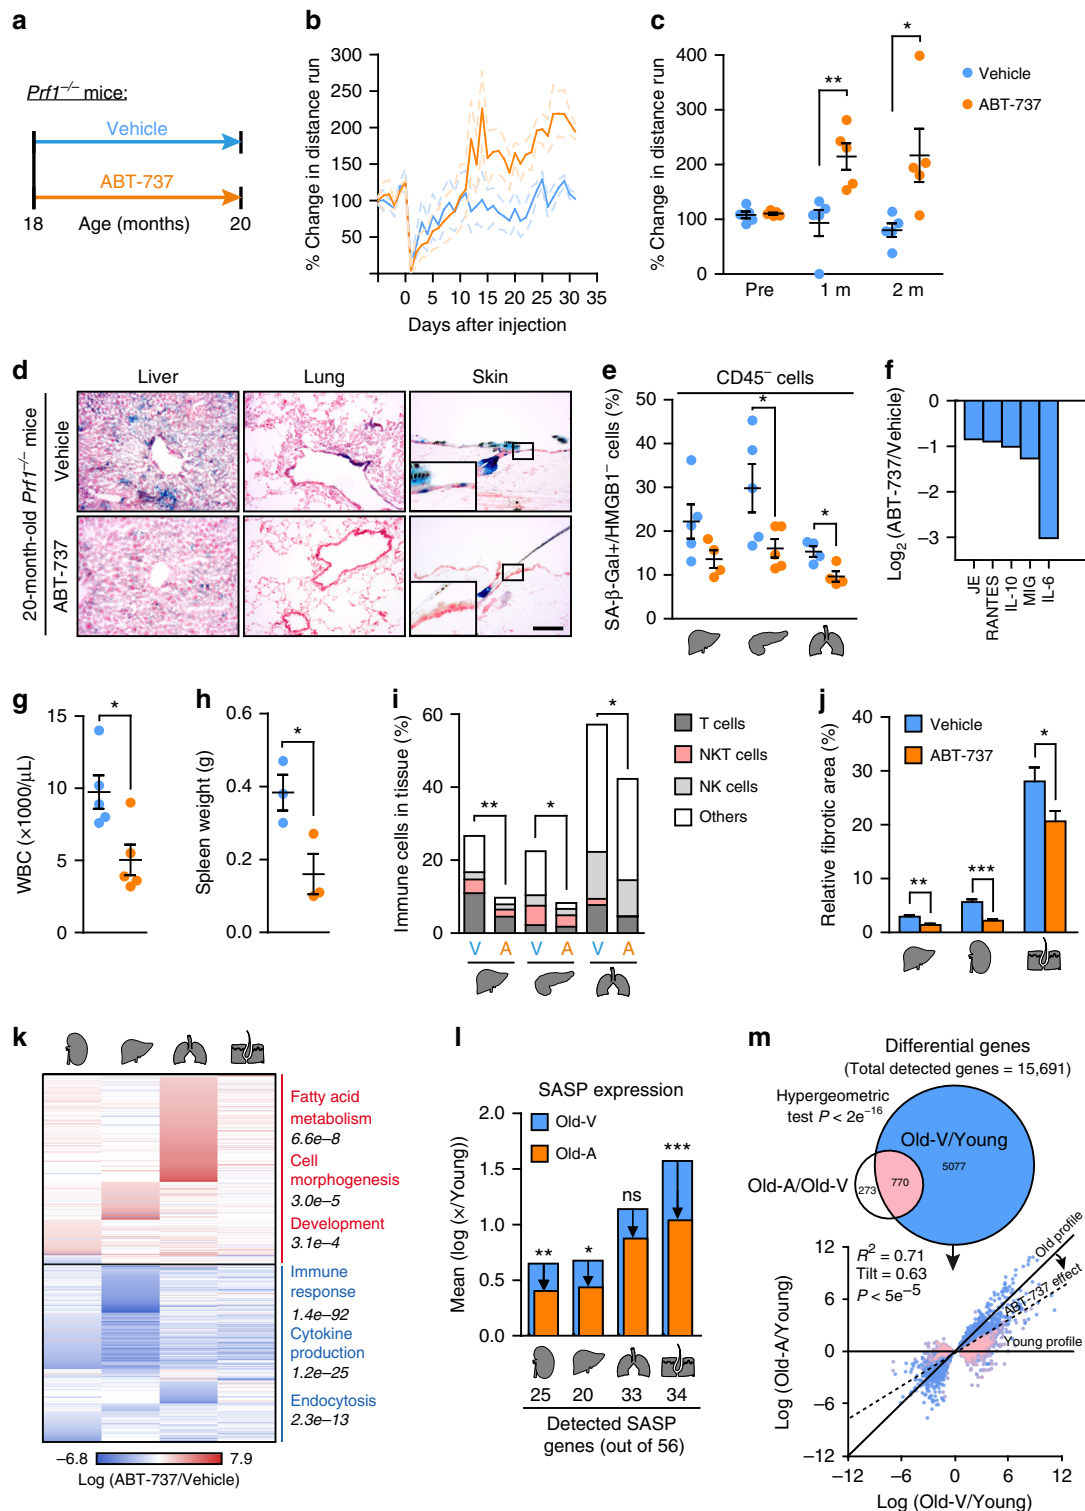 a
Prf1–/– mice:
Vehicle
ABT-737
18
Age (months)
20
b
% Change in distance run
300
250
200
150
100
50
0
5
10
15
20
25
30
35
Days after injection
c
% Change in distance run
400
300
200
100
0
**
*
Vehicle
ABT-737
Pre
1 m
2 m
d
Liver
Lung
Skin
20-month-old Prf1–/– mice
Vehicle
ABT-737
e
CD45– cells
SA-β-Gal+/HMGB1– cells (%)
50
40
30
20
10
0
*
*
f
Log2 (ABT-737/Vehicle)
0
–1
–2
–3
JE
RANTES
IL-10
MIG
IL-6
g
WBC (×1000/μL)
15
10
5
0
*
h
Spleen weight (g)
0.6
0.4
0.2
0.0
*
i
Immune cells in tissue (%)
60
40
20
0
**
*
*
V
A
V
A
V
A
T cells
NKT cells
NK cells
Others
j
Relative fibrotic area (%)
40
30
20
10
0
Vehicle
ABT-737
**
***
*
k
Fatty acid
metabolism
6.6e–8
Cell
morphogenesis
3.0e–5
Development
3.1e–4
Immune
response
1.4e–92
Cytokine
production
1.2e–25
Endocytosis
2.3e–13
–6.8
7.9
Log (ABT-737/Vehicle)
l
SASP expression
Mean (log (×/Young))
2.0
1.5
1.0
0.5
0.0
Old-V
Old-A
**
*
ns
***
25
20
33
34
Detected SASP
genes (out of 56)
m
Differential genes
(Total detected genes = 15,691)
Hypergeometric
test P < 2e–16
Old-V/Young
5077
Old-A/Old-V
273
770
R2 = 0.71
Tilt = 0.63
P < 5e–5
Old profile
ABT-737 effect
Young profile
Log (Old-A/Young)
12
6
0
–6
–12
–12
–6
0
6
12
Log (Old-V/Young)